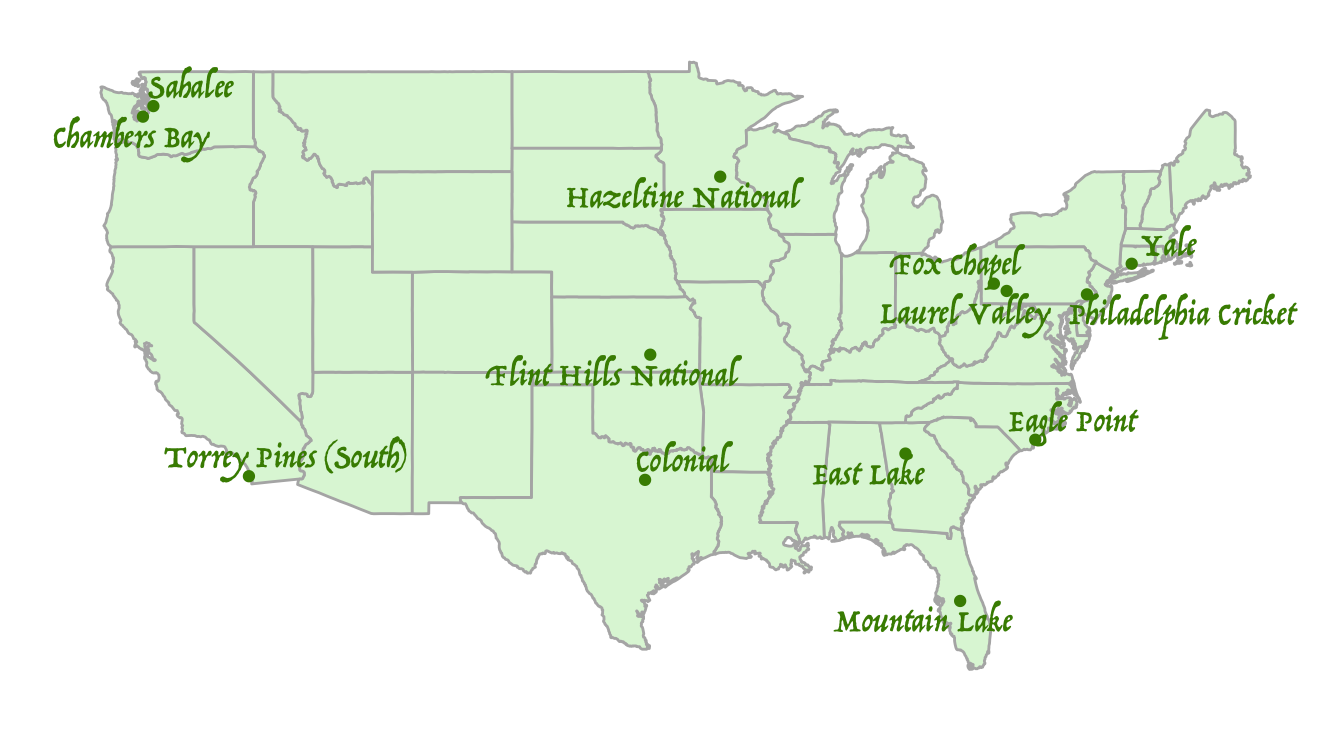 Sahalee
Chambers Bay
Hazeltine National
Yale
Fox Chapel
Laurel Valley
Philadelphia Cricket
Flint Hills National
Eagle Point
Torrey Pines (South)
Colonial
East Lake
Mountain Lake